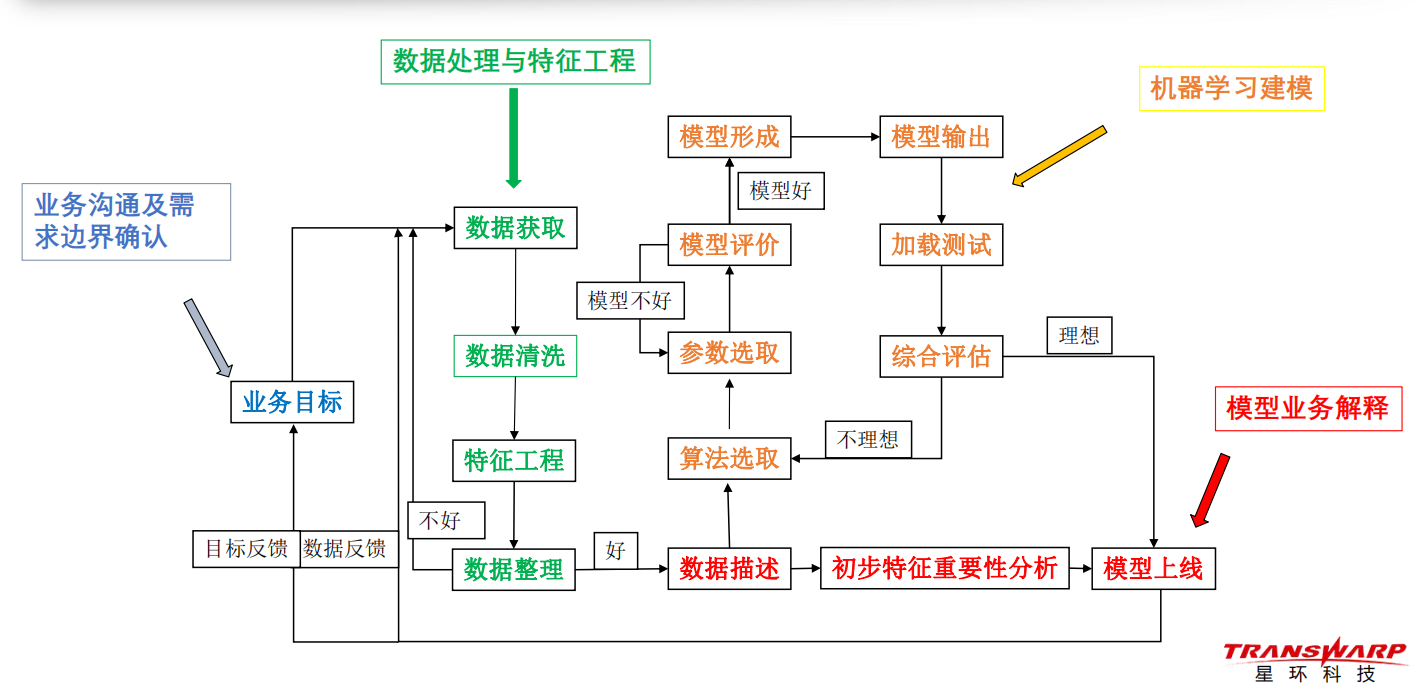 数据处理与特征工程
机器学习建模
模型形成
模型输出
模型好
业务沟通及需
求边界确认
数据获取
模型评价
加载测试
模型不好
理想
数据清洗
参数选取
综合评估
业务目标
模型业务解释
不理想
特征工程
算法选取
不好
目标反馈
数据反馈
好
数据整理
数据描述
初步特征重要性分析
模型上线
TRANSWARP
星环科技